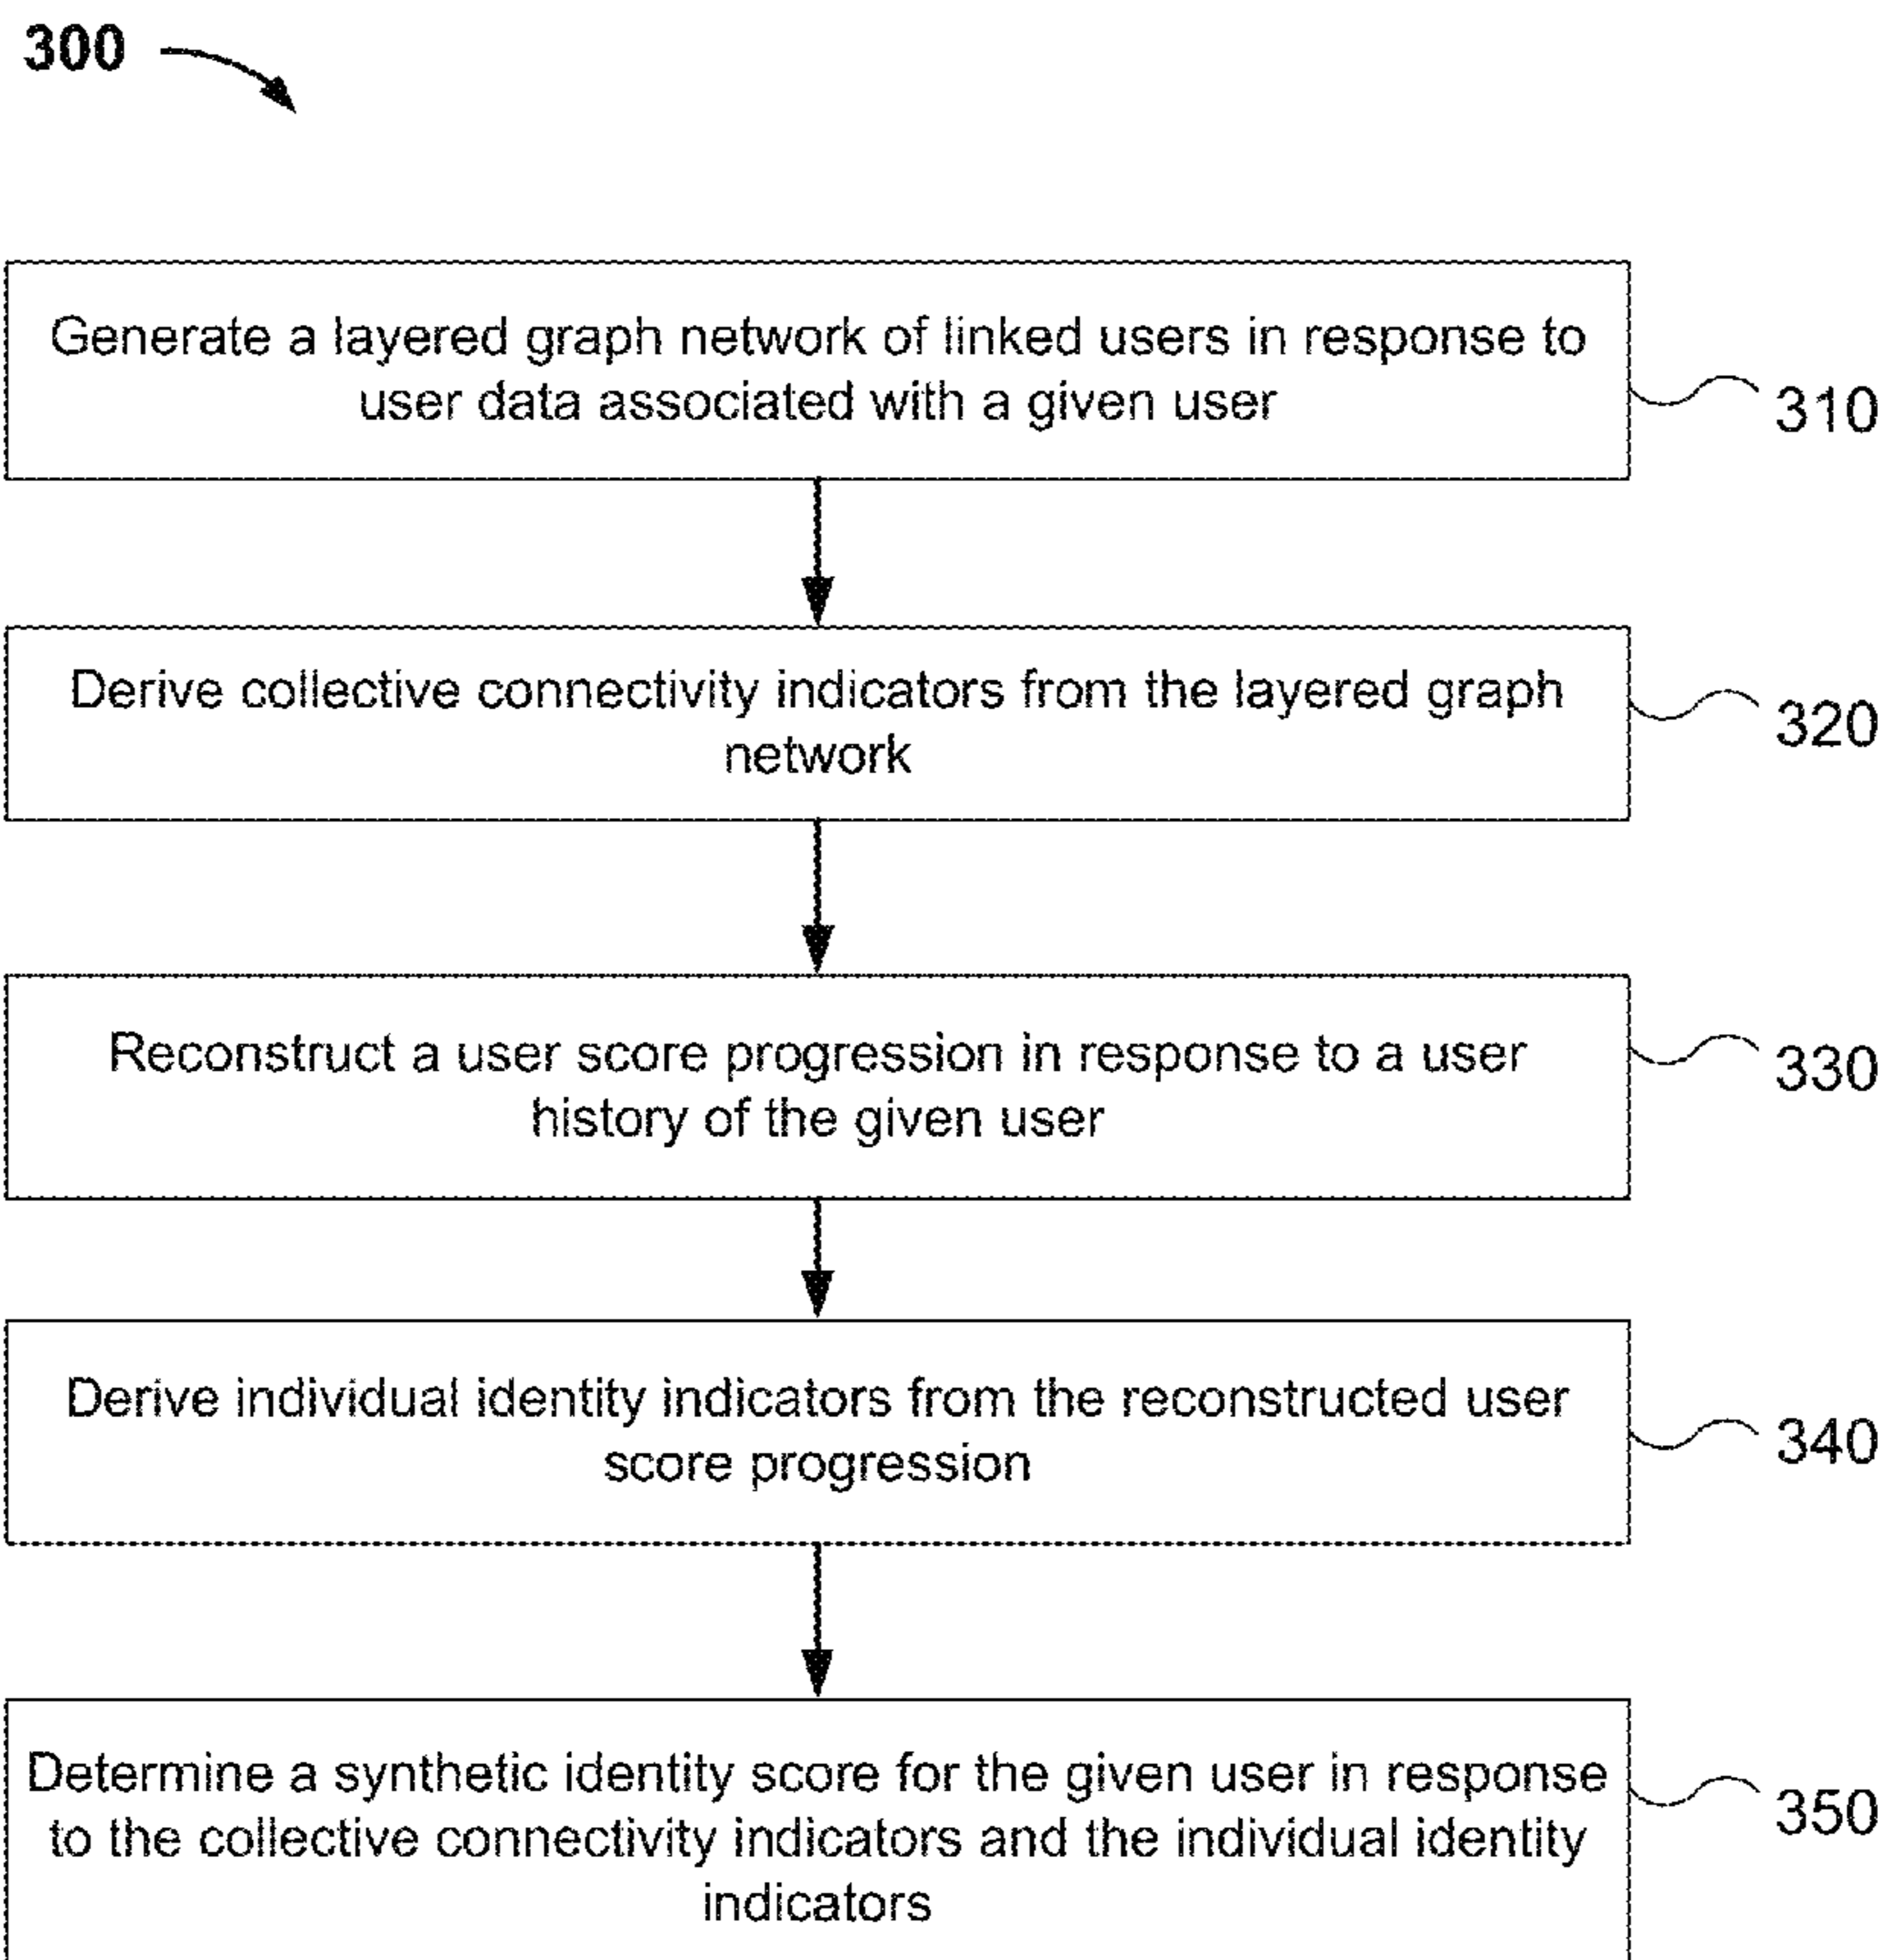 300
Generate a layered graph network of linked users in response to
user data associated with a given user
310
Derive collective connectivity indicators from the layered graph
network
320
Reconstruct a user score progression in response to a user
history of the given user
330
Derive individual identity indicators from the reconstructed user
score progression
340
Determine a synthetic identity score for the given user in response
to the collective connectivity indicators and the individual identity
indicators
350